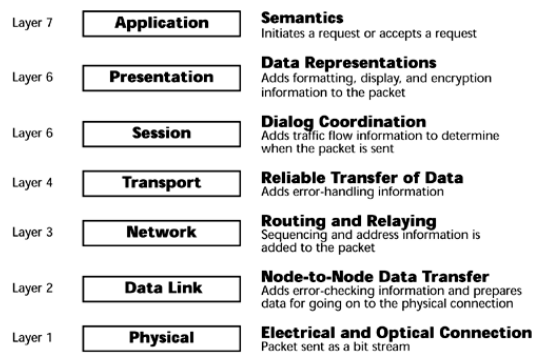 Layer 7 Application Semantics
Initiates a request or accepts a request
Layer 6 Presentation Data Representations
Adds formatting, display, and encryption
information to the packet
Layer 6 Session Dialog Coordination
Adds traffic flow information to determine
when the packet is sent
Layer 4 Transport Reliable Transfer of Data
Adds error-handling information
Layer 3 Network Routing and Relaying
Sequencing and address information is
added to the packet
Layer 2 Data Link Node-to-Node Data Transfer
Adds error-checking information and prepares
data for going on to the physical connection
Layer 1 Physical Electrical and Optical Connection
Packet sent as a bit stream